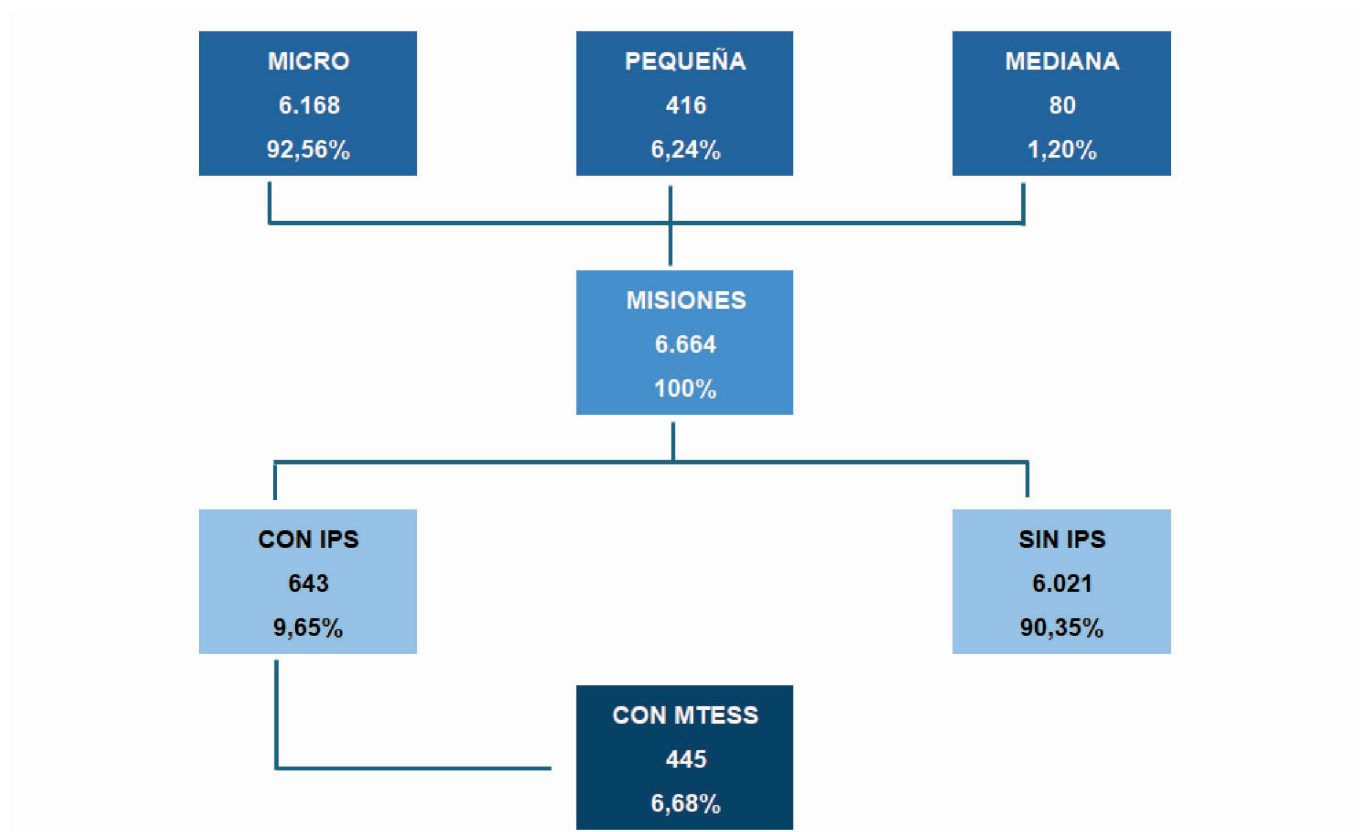 MICRO
6.168
92,56%
PEQUEÑA
416
6,24%
MEDIANA
80
1,20%
MISIONES
6.664
100%
CON IPS
643
9,65%
SIN IPS
6.021
90,35%
CON MTESS
445
6,68%